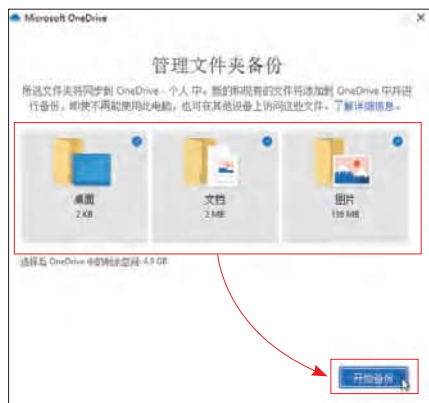 Microsoft OneDrive
管理文件夹备份
所选文件夹将同步到 OneDrive - 个人 中。新的和现有的文件将添加到 OneDrive 中并进
行备份，即使不再能使用此电脑，也可在其他设备上访问这些文件。了解详细信息。
桌面
2 KB
文档
2 MB
图片
139 MB
选择后 OneDrive 中的剩余空间: 4.9 GB
开始备份